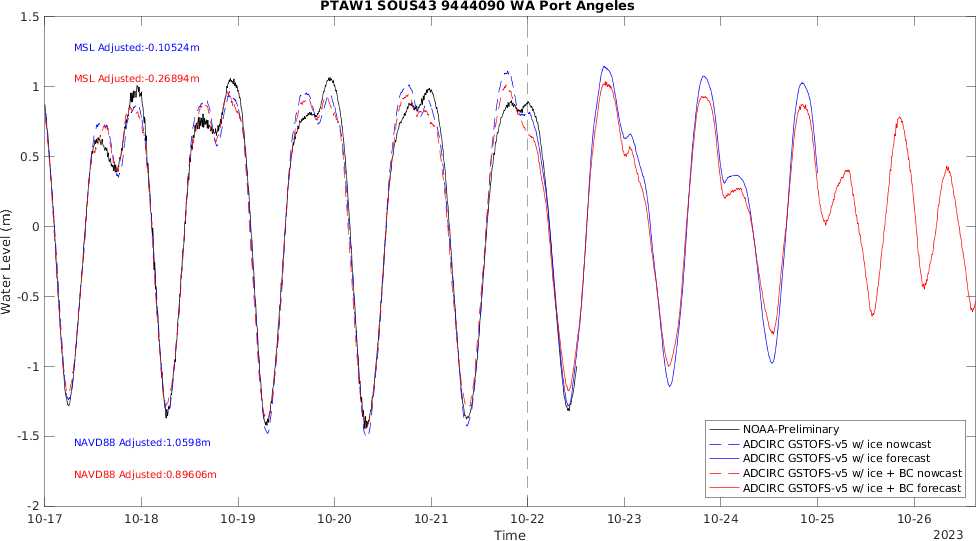 PTAW1 SOUS43 9444090 WA Port Angeles
1.5
1
0.5
0
-0.5
-1
-1.5
-2
Water Level (m)
MSL Adjusted:-0.10524m
MSL Adjusted:-0.26894m
NAVD88 Adjusted:1.0598m
NAVD88 Adjusted:0.89606m
NOAA-Preliminary
ADCIRC GSTOFS-v5 w/ ice nowcast
ADCIRC GSTOFS-v5 w/ ice forecast
ADCIRC GSTOFS-v5 w/ ice + BC nowcast
ADCIRC GSTOFS-v5 w/ ice + BC forecast
10-17 10-18 10-19 10-20 10-21 10-22 10-23 10-24 10-25 10-26
Time
2023